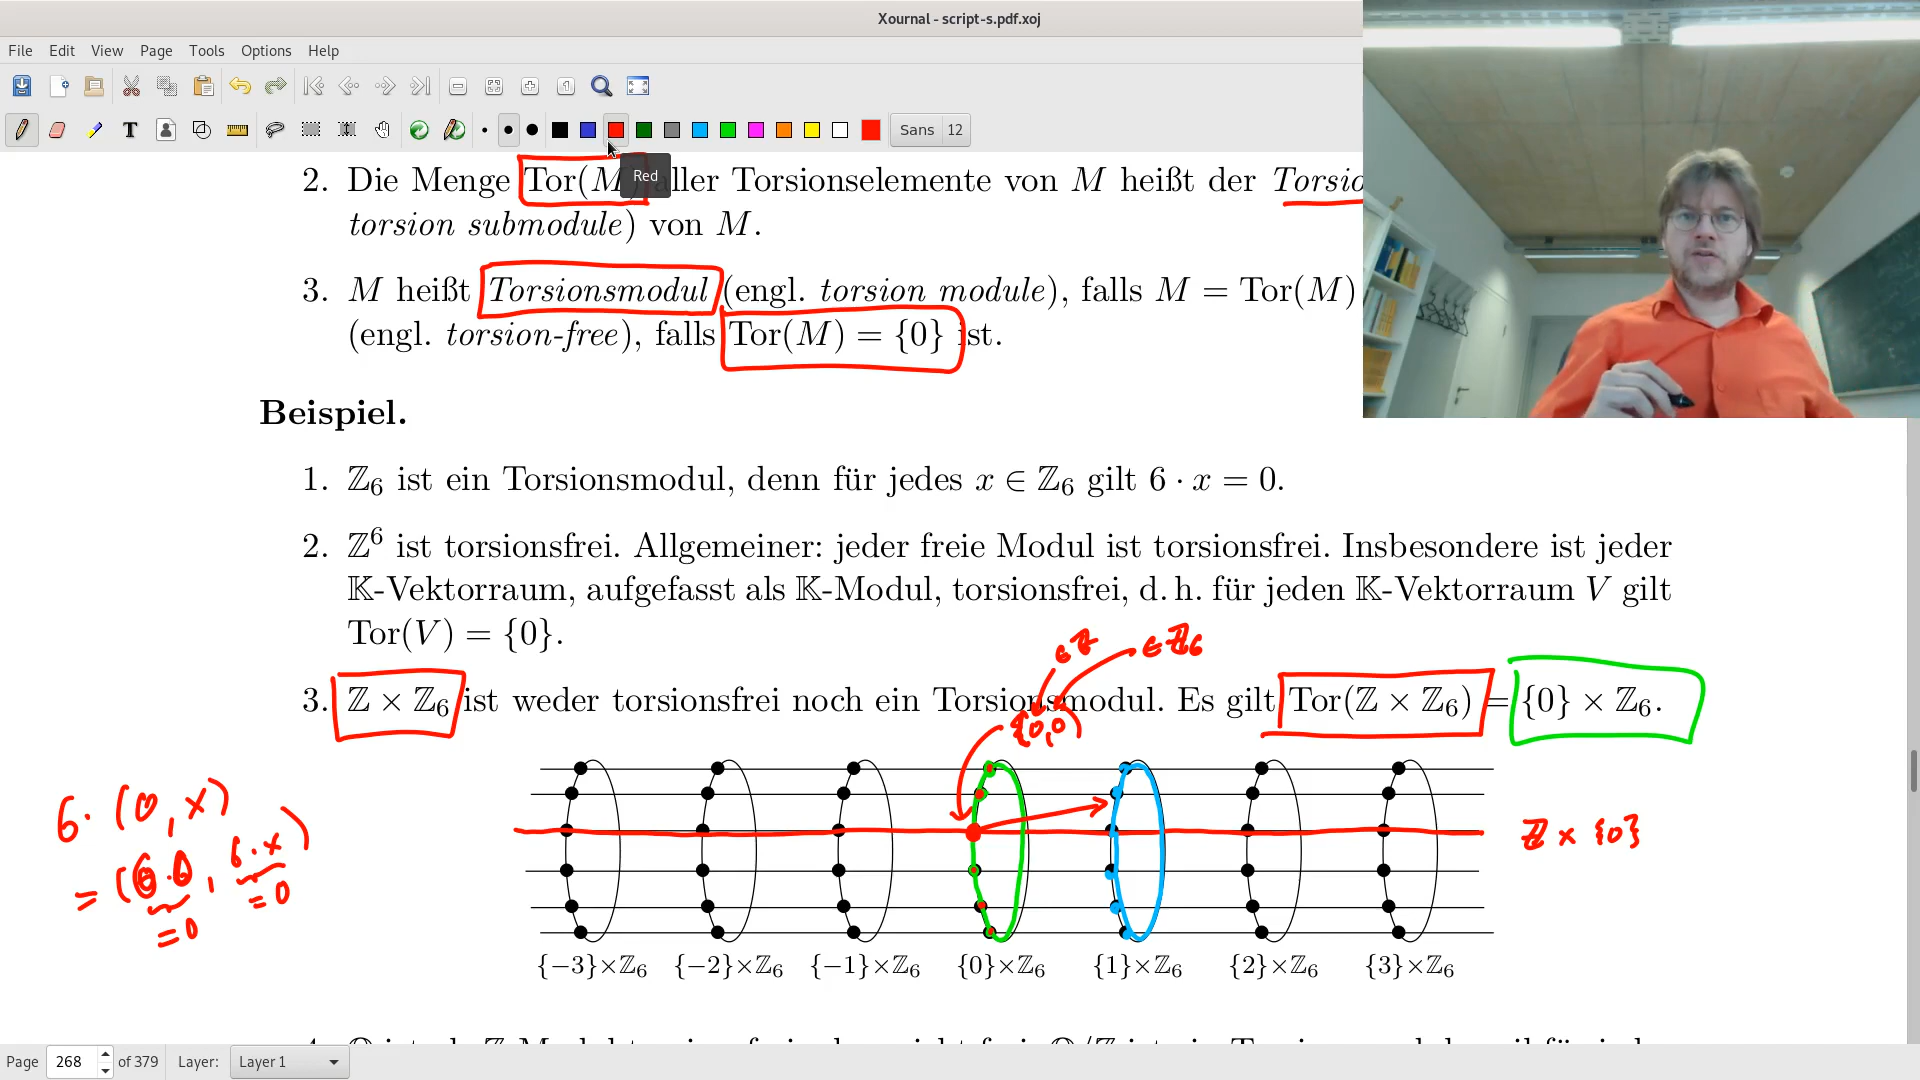 Xournal - script-s.pdf.xoj
File Edit View Page Tools Options Help
Sans 12
Red
2. Die Menge Tor(M) aller Torsionselemente von M heißt der
torsion submodule) von M.
3. M heißt Torsionsmodul (engl. torsion module), falls M = Tor(M)
(engl. torsion-free), falls Tor(M) = {0} ist.
Beispiel.
1. ℤ₆ ist ein Torsionsmodul, denn für jedes x ∈ ℤ₆ gilt 6 · x = 0.
2. ℤ⁶ ist torsionsfrei. Allgemeiner: jeder freie Modul ist torsionsfrei. Insbesondere ist jeder
𝕂-Vektorraum, aufgefasst als 𝕂-Modul, torsionsfrei, d. h. für jeden 𝕂-Vektorraum V gilt
Tor(V) = {0}.
∈ ℤ ∈ ℤ₆
3. ℤ × ℤ₆ ist weder torsionsfrei noch ein Torsionsmodul. Es gilt Tor(ℤ × ℤ₆) = {0} × ℤ₆.
(0,0)
6 · (0, x)
= (6·0, 6·x)
=0 =0
ℤ × {0}
{−3}×ℤ₆ {−2}×ℤ₆ {−1}×ℤ₆ {0}×ℤ₆ {1}×ℤ₆ {2}×ℤ₆ {3}×ℤ₆
Page 268 of 379 Layer: Layer 1